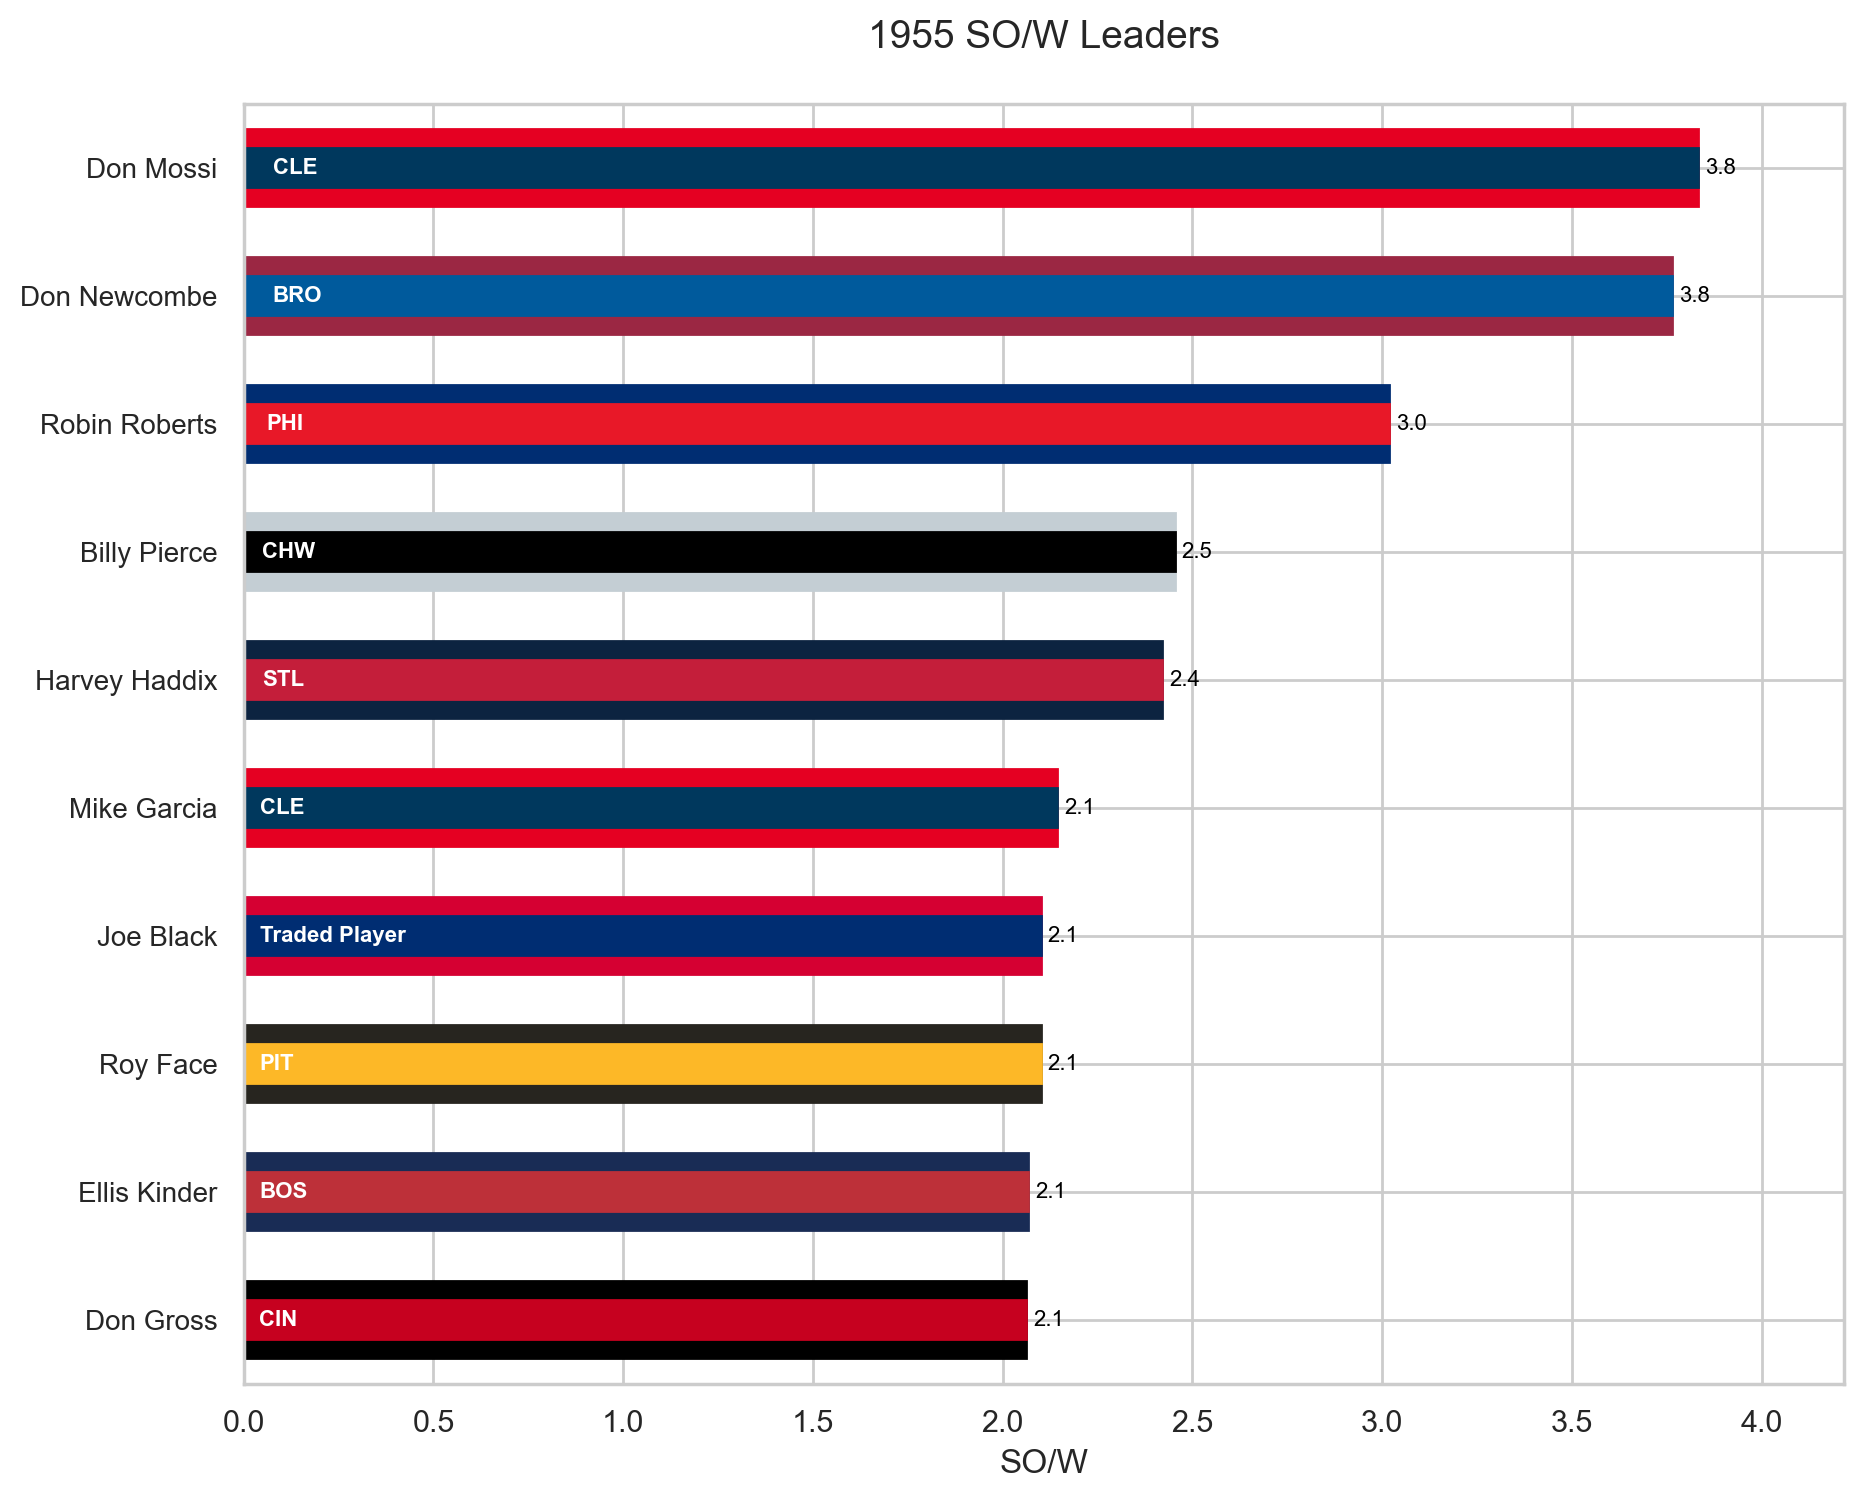 1955 SO/W Leaders
Don Mossi CLE 3.8
Don Newcombe BRO 3.8
Robin Roberts PHI 3.0
Billy Pierce CHW 2.5
Harvey Haddix STL 2.4
Mike Garcia CLE 2.1
Joe Black Traded Player 2.1
Roy Face PIT 2.1
Ellis Kinder BOS 2.1
Don Gross CIN 2.1
0.0 0.5 1.0 1.5 2.0 2.5 3.0 3.5 4.0
SO/W